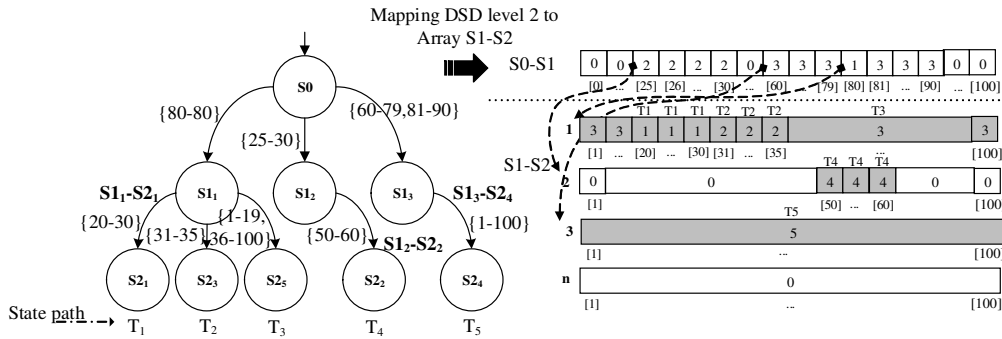 Mapping DSD level 2 to
Array S1-S2
S0-S1
0 0 2 2 2 2 0 3 3 3 1 3 3 3 0 0
[0] ... [25] [26] ... [30] ... [60] ... [79] [80] [81] ... [90] ... [100]
S0
{80-80}
{25-30}
{60-79,81-90}
S1₁-S2₁
S1₁
S1₂
S1₃
S1₃-S2₄
{20-30}
{31-35}
{1-19,
36-100}
{50-60}
S1₂-S2₂
{1-100}
S2₁
S2₃
S2₅
S2₂
S2₄
State path
T₁
T₂
T₃
T₄
T₅
S1-S2
T1 T1 T1 T2 T2 T2 T3
1 3 3 1 1 1 2 2 2 3 3
[1] ... [20] ... [30] [31] ... [35] ... [100]
T4 T4 T4
2 0 0 4 4 4 0 0
[1] [50] ... [60] [100]
T5
3 5
[1] ... [100]
n 0
[1] ... [100]